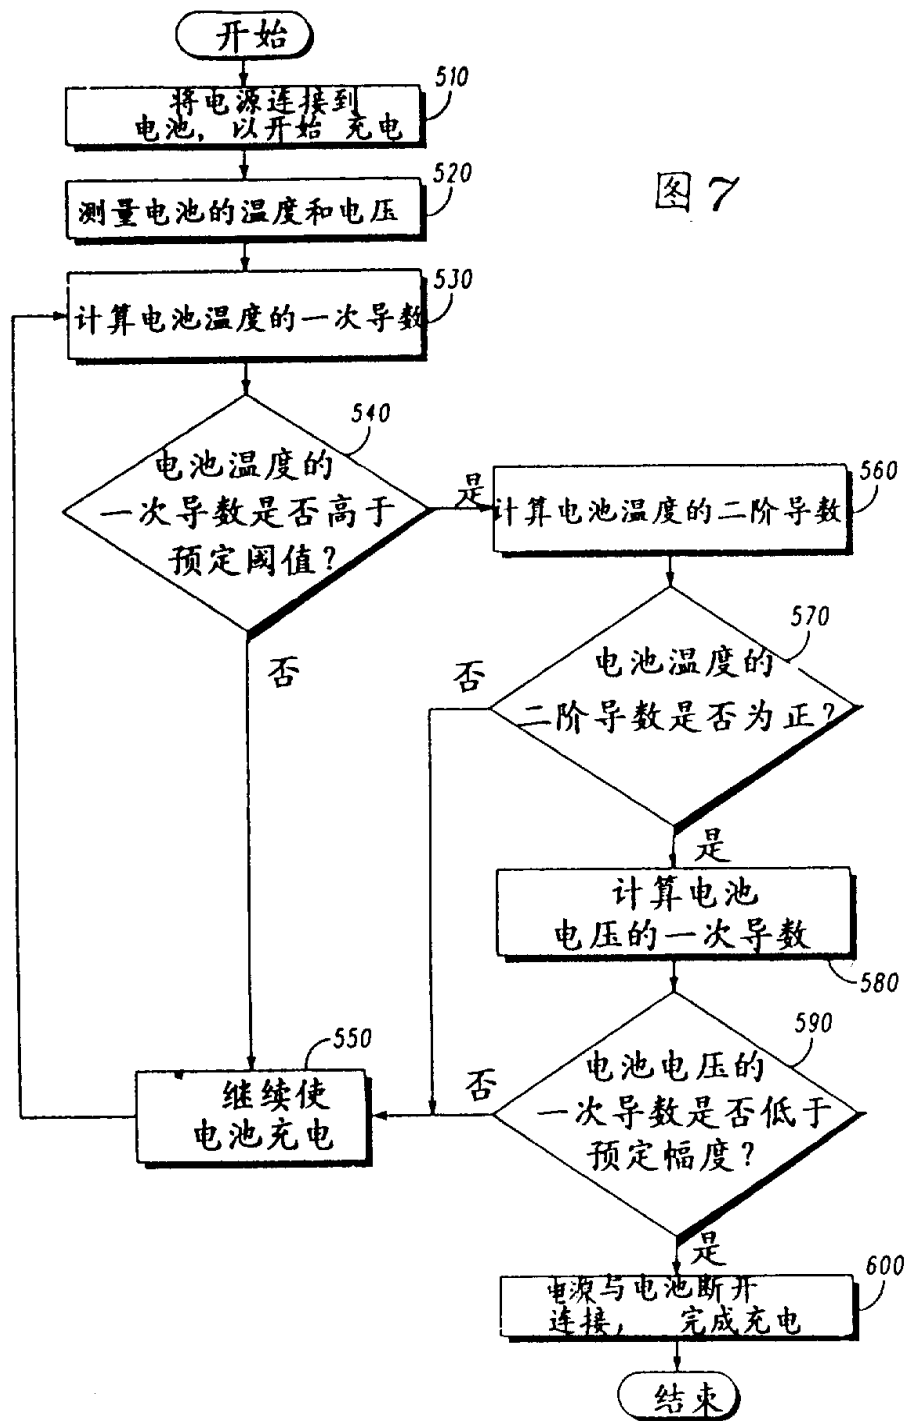 开始
510
将电源连接到
电池，以开始 充电
图7
520
测量电池的温度和电压
530
计算电池温度的一次导数
540
电池温度的
一次导数是否高于
预定阈值？
是
560
计算电池温度的二阶导数
否
570
电池温度的
二阶导数是否为正？
否
是
计算电池
电压的一次导数
580
550
继续使
电池充电
590
电池电压的
一次导数是否低于
预定幅度？
否
是
600
电源与电池断开
连接， 完成充电
结束